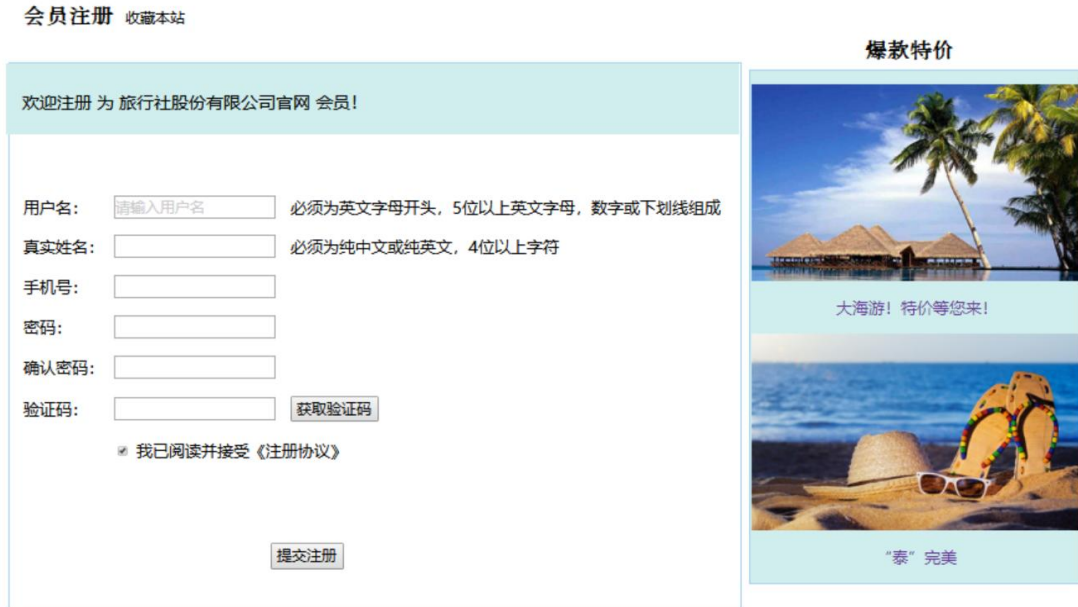 会员注册 收藏本站
爆款特价
欢迎注册 为 旅行社股份有限公司官网 会员！
用户名： 请输入用户名 必须为英文字母开头，5位以上英文字母，数字或下划线组成
真实姓名： 必须为纯中文或纯英文，4位以上字符
手机号：
密码：
确认密码：
验证码： 获取验证码
我已阅读并接受《注册协议》
提交注册
大海游！特价等您来！
“泰”完美